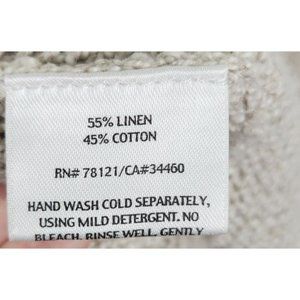 55% LINEN
45% COTTON
RN# 78121/CA#34460
HAND WASH COLD SEPARATELY,
USING MILD DETERGENT. NO
BLEACH. RINSE WELL. GENTLY